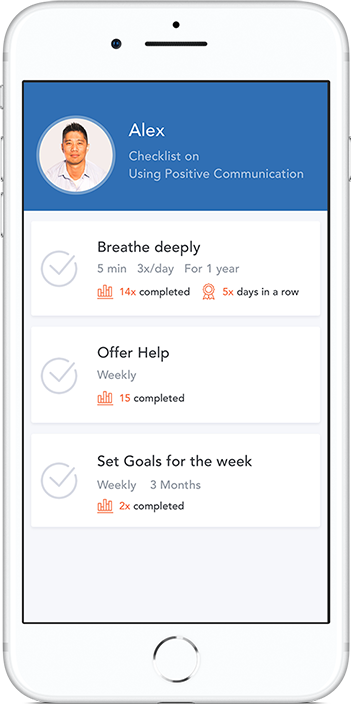 Alex
Checklist on
Using Positive Communication
Breathe deeply
5 min 3x/day For 1 year
14x completed 5x days in a row
Offer Help
Weekly
15 completed
Set Goals for the week
Weekly 3 Months
2x completed